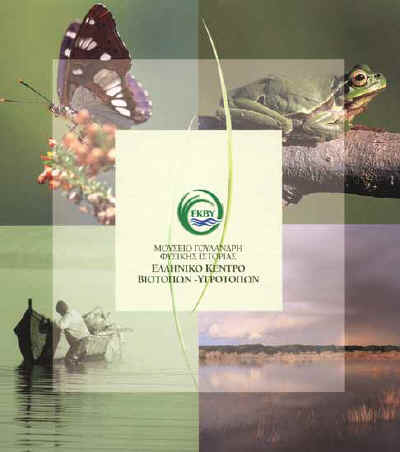 ΕΚΒΥ
ΜΟΥΣΕΙΟ ΓΟΥΛΑΝΔΡΗ
ΦΥΣΙΚΗΣ ΙΣΤΟΡΙΑΣ
ΕΛΛΗΝΙΚΟ ΚΕΝΤΡΟ
ΒΙΟΤΟΠΩΝ - ΥΓΡΟΤΟΠΩΝ